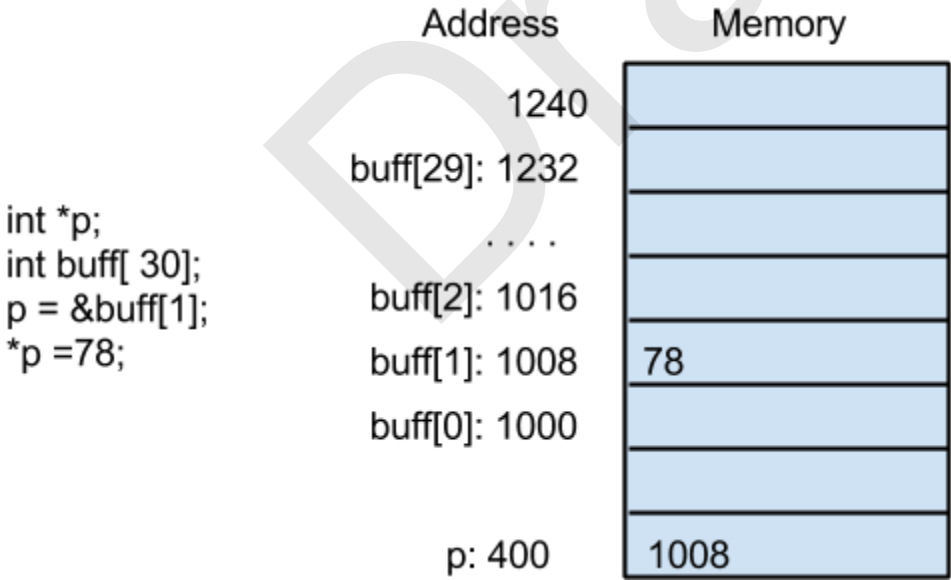 Address Memory
1240
buff[29]: 1232
int *p;
. . . .
int buff[ 30];
buff[2]: 1016
p = &buff[1];
*p =78;
buff[1]: 1008 78
buff[0]: 1000
p: 400 1008